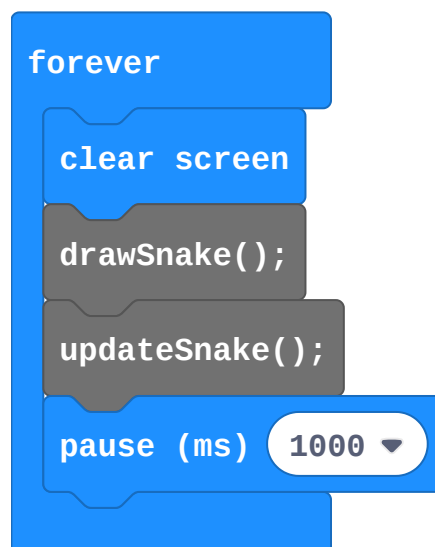 forever
clear screen
drawSnake();
updateSnake();
pause (ms) 1000